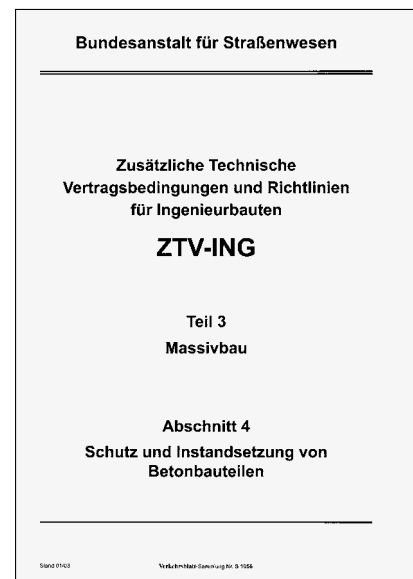 Bundesanstalt für Straßenwesen
Zusätzliche Technische
Vertragsbedingungen und Richtlinien
für Ingenieurbauten
ZTV-ING
Teil 3
Massivbau
Abschnitt 4
Schutz und Instandsetzung von
Betonbauteilen
Stand 01/03 Verkehrsblatt-Sammlung Nr. S 1056